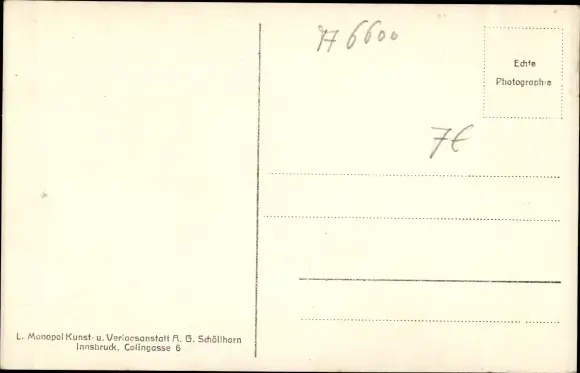 A 6600
Echte
Photographie
7€
L. Monopol Kunst- u. Verlagsanstalt A. G. Schöllhorn
Innsbruck, Colingasse 6